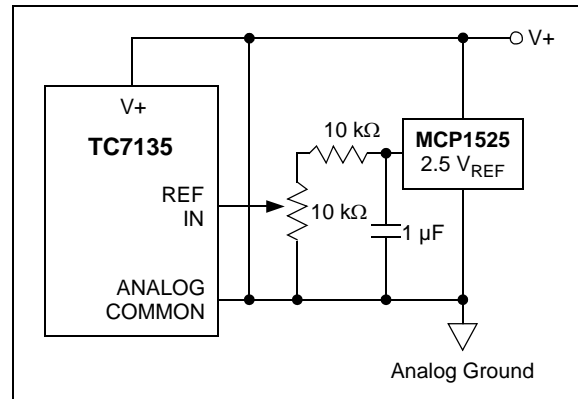 V+
V+
TC7135
10 kΩ
MCP1525
2.5 VREF
REF
IN
10 kΩ
1 µF
ANALOG
COMMON
Analog Ground